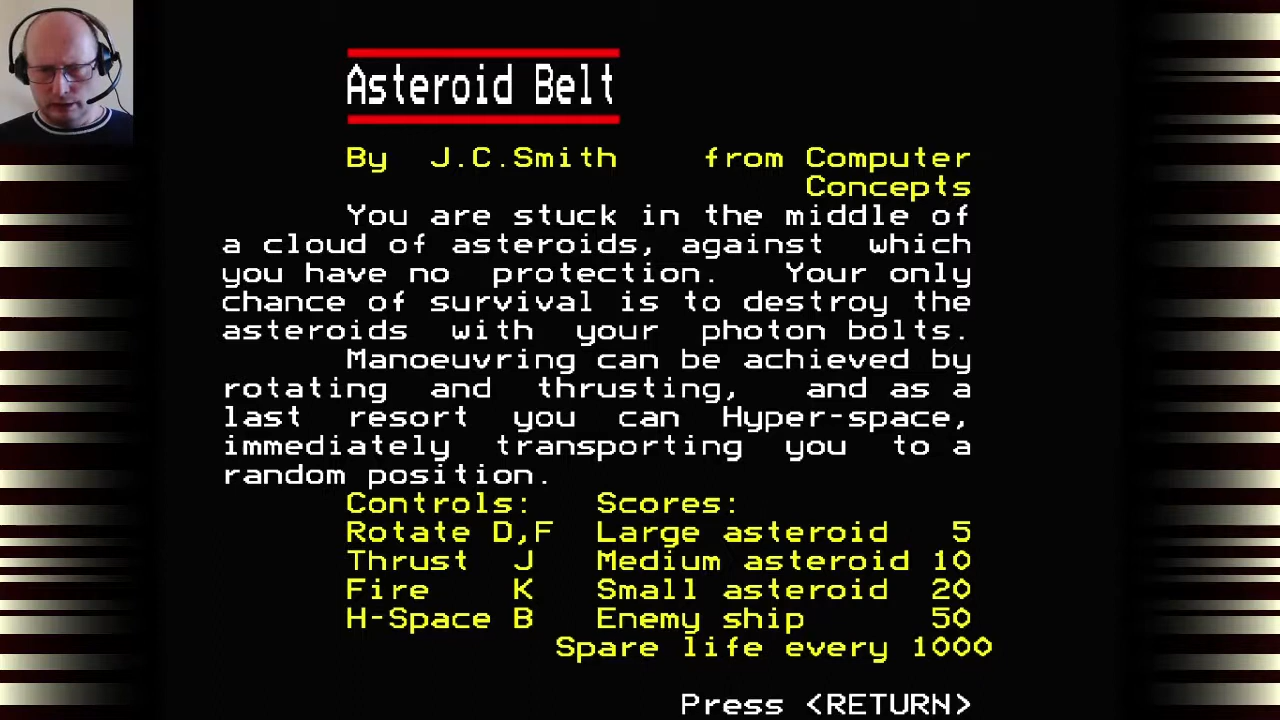 Asteroid Belt
By J.C.Smith from Computer
Concepts
You are stuck in the middle of
a cloud of asteroids, against which
you have no protection. Your only
chance of survival is to destroy the
asteroids with your photon bolts.
Manoeuvring can be achieved by
rotating and thrusting, and as a
last resort you can Hyper-space,
immediately transporting you to a
random position.
Controls: Scores:
Rotate D,F Large asteroid 5
Thrust J Medium asteroid 10
Fire K Small asteroid 20
H-Space B Enemy ship 50
Spare life every 1000
Press <RETURN>